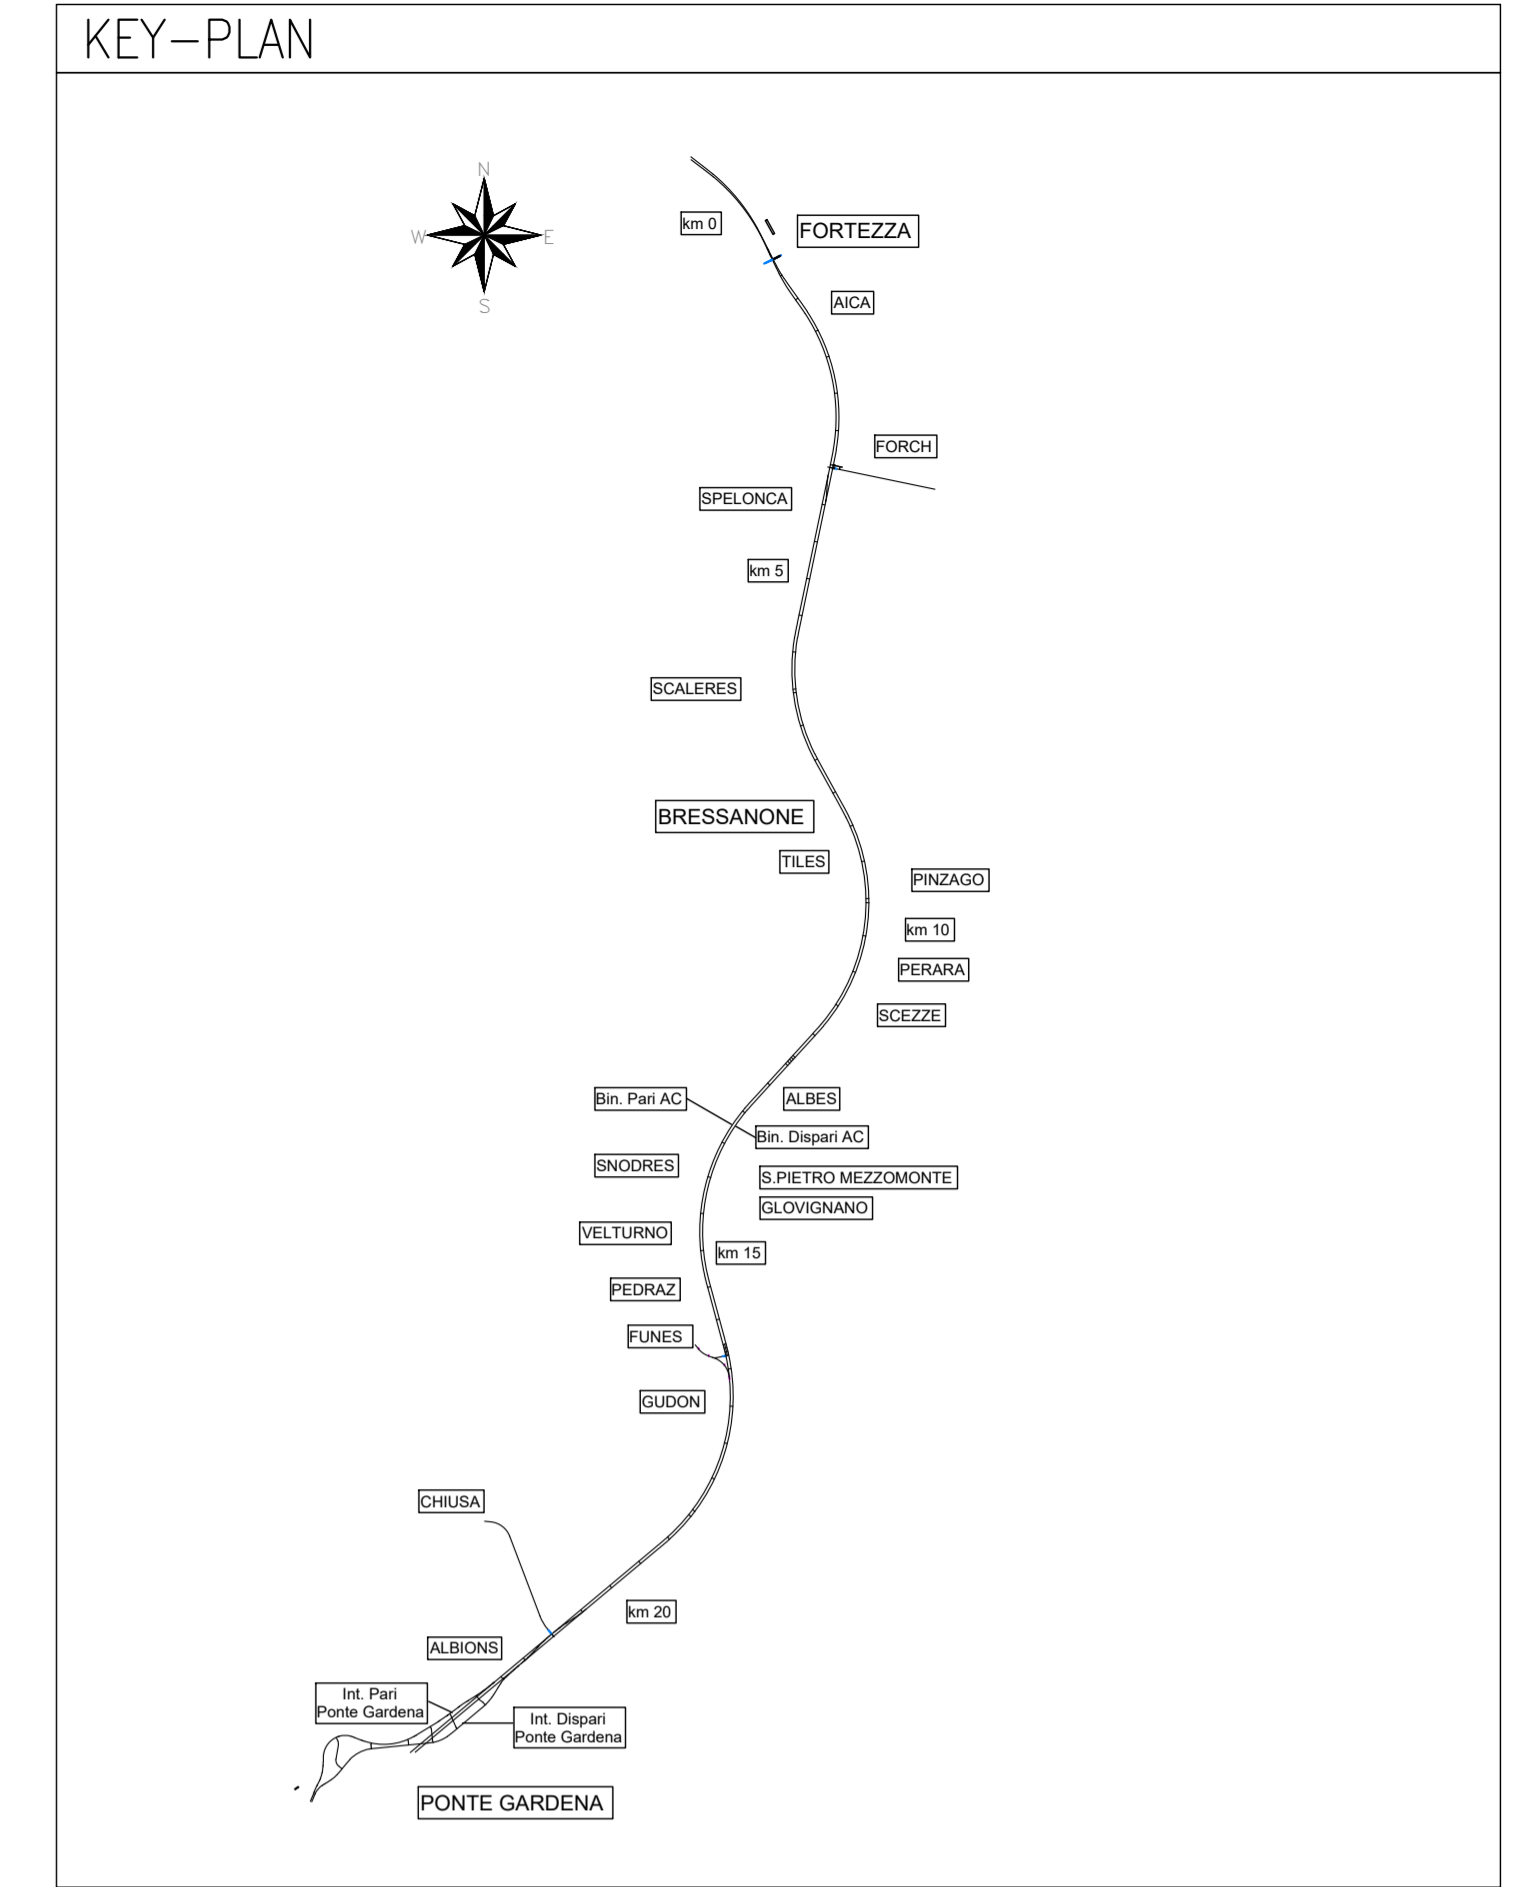 KEY-PLAN
N
km 0
FORTEZZA
W
E
S
AICA
FORCH
SPELONCA
km 5
SCALERES
BRESSANONE
TILES
PINZAGO
km 10
PERARA
SCEZZE
Bin. Pari AC
ALBES
Bin. Dispari AC
SNODRES
S.PIETRO MEZZOMONTE
GLOVIGNANO
VELTURNO
km 15
PEDRAZ
FUNES
GUDON
CHIUSA
km 20
ALBIONS
Int. Pari
Ponte Gardena
Int. Dispari
Ponte Gardena
PONTE GARDENA